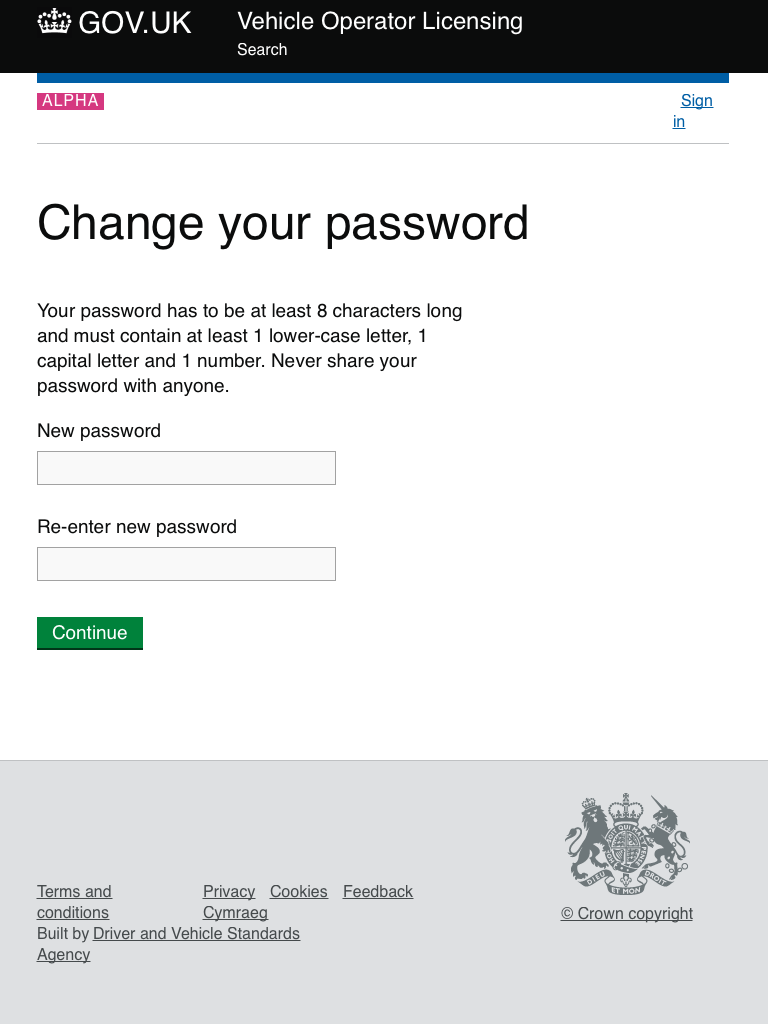 GOV.UK
Vehicle Operator Licensing
Search
ALPHA
Sign
in
Change your password
Your password has to be at least 8 characters long
and must contain at least 1 lower-case letter, 1
capital letter and 1 number. Never share your
password with anyone.
New password
Re-enter new password
Continue
Terms and
conditions
Privacy Cookies Feedback
Cymraeg
Built by Driver and Vehicle Standards
Agency
DIEU ET MON DROIT
© Crown copyright